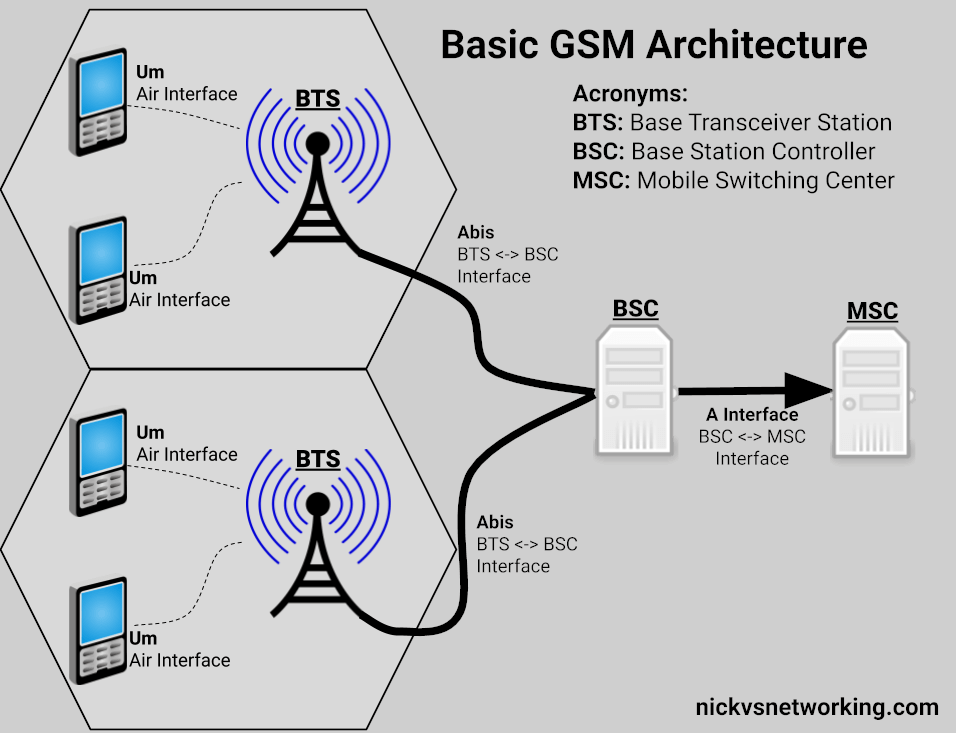 Basic GSM Architecture
Acronyms:
BTS: Base Transceiver Station
BSC: Base Station Controller
MSC: Mobile Switching Center
Um
Air Interface
BTS
Um
Air Interface
Abis
BTS <-> BSC
Interface
BSC
MSC
A Interface
BSC <-> MSC
Interface
Um
Air Interface
BTS
Um
Air Interface
Abis
BTS <-> BSC
Interface
nickvsnetworking.com